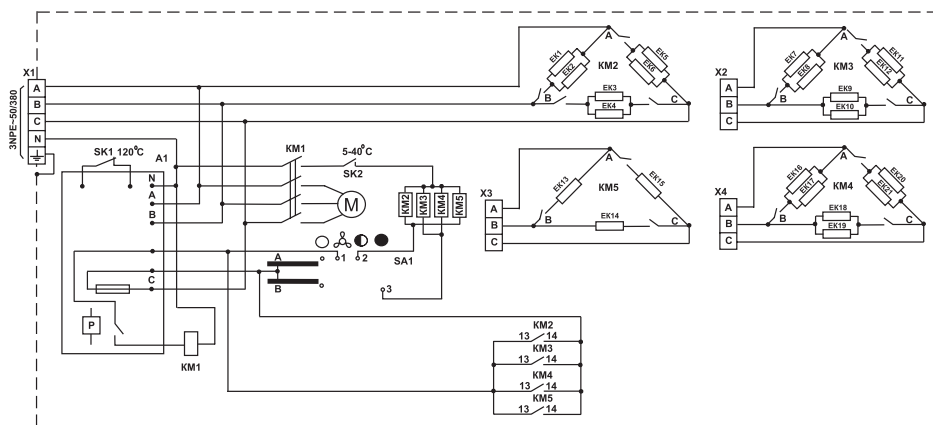 X1
A
B
C
N
3NPE~50/380
SK1 120°C
A1
N
A
B
C
P
KM1
KM1
5-40°C
SK2
M
KM2
KM3
KM4
KM5
SA1
A
B
1
2
3
A
EK1
EK2
KM2
EK5
EK6
B
EK3
EK4
C
X2
A
B
C
A
EK7
EK8
KM3
EK11
EK12
B
EK9
EK10
C
X3
A
B
C
A
EK13
KM5
EK15
B
EK14
C
X4
A
B
C
A
EK16
EK17
KM4
EK20
EK21
B
EK18
EK19
C
KM2
13 14
KM3
13 14
KM4
13 14
KM5
13 14